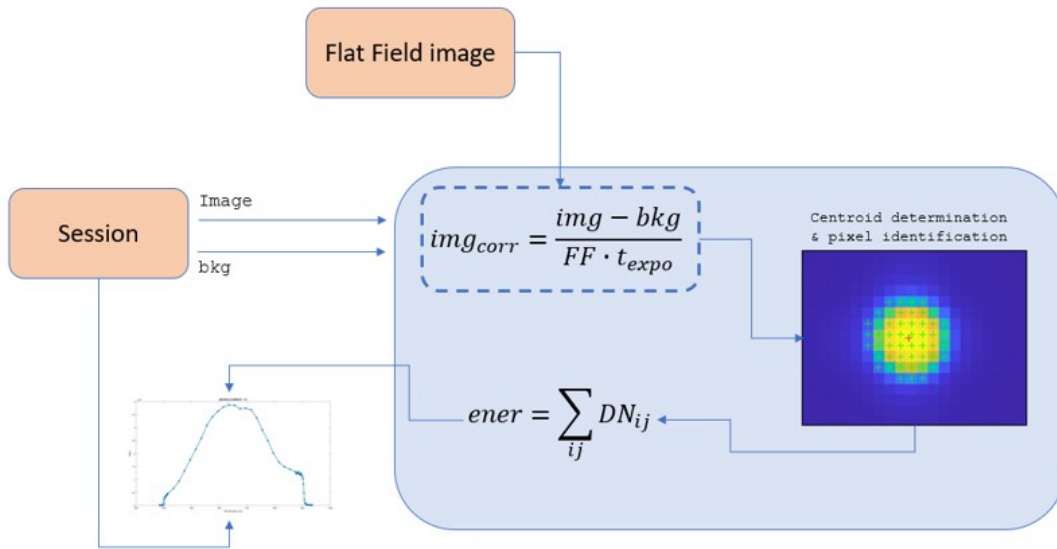 Flat Field image
Image
Session
bkg
img_corr = (img − bkg) / (FF · t_expo)
Centroid determination
& pixel identification
ener = ∑_ij DN_ij